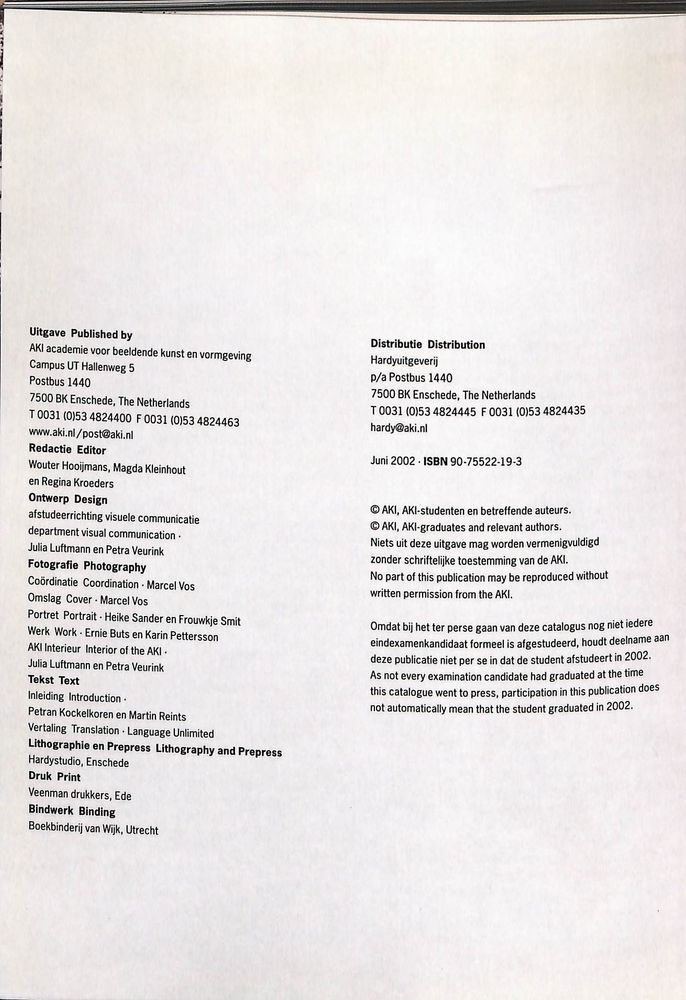 Uitgave Published by
AKI academie voor beeldende kunst en vormgeving
Campus UT Hallenweg 5
Postbus 1440
7500 BK Enschede, The Netherlands
T 0031 (0)53 4824400 F 0031 (0)53 4824463
www.aki.nl/post@aki.nl
Redactie Editor
Wouter Hooijmans, Magda Kleinhout
en Regina Kroeders
Ontwerp Design
afstudeerrichting visuele communicatie
department visual communication ·
Julia Luftmann en Petra Veurink
Fotografie Photography
Coördinatie Coordination · Marcel Vos
Omslag Cover · Marcel Vos
Portret Portrait · Heike Sander en Frouwkje Smit
Werk Work · Ernie Buts en Karin Pettersson
AKI Interieur Interior of the AKI ·
Julia Luftmann en Petra Veurink
Tekst Text
Inleiding Introduction ·
Petran Kockelkoren en Martin Reints
Vertaling Translation · Language Unlimited
Lithographie en Prepress Lithography and Prepress
Hardystudio, Enschede
Druk Print
Veenman drukkers, Ede
Bindwerk Binding
Boekbinderij van Wijk, Utrecht
Distributie Distribution
Hardyuitgeverij
p/a Postbus 1440
7500 BK Enschede, The Netherlands
T 0031 (0)53 4824445 F 0031 (0)53 4824435
hardy@aki.nl
Juni 2002 · ISBN 90-75522-19-3
© AKI, AKI-studenten en betreffende auteurs.
© AKI, AKI-graduates and relevant authors.
Niets uit deze uitgave mag worden vermenigvuldigd
zonder schriftelijke toestemming van de AKI.
No part of this publication may be reproduced without
written permission from the AKI.
Omdat bij het ter perse gaan van deze catalogus nog niet iedere
eindexamenkandidaat formeel is afgestudeerd, houdt deelname aan
deze publicatie niet per se in dat de student afstudeert in 2002.
As not every examination candidate had graduated at the time
this catalogue went to press, participation in this publication does
not automatically mean that the student graduated in 2002.